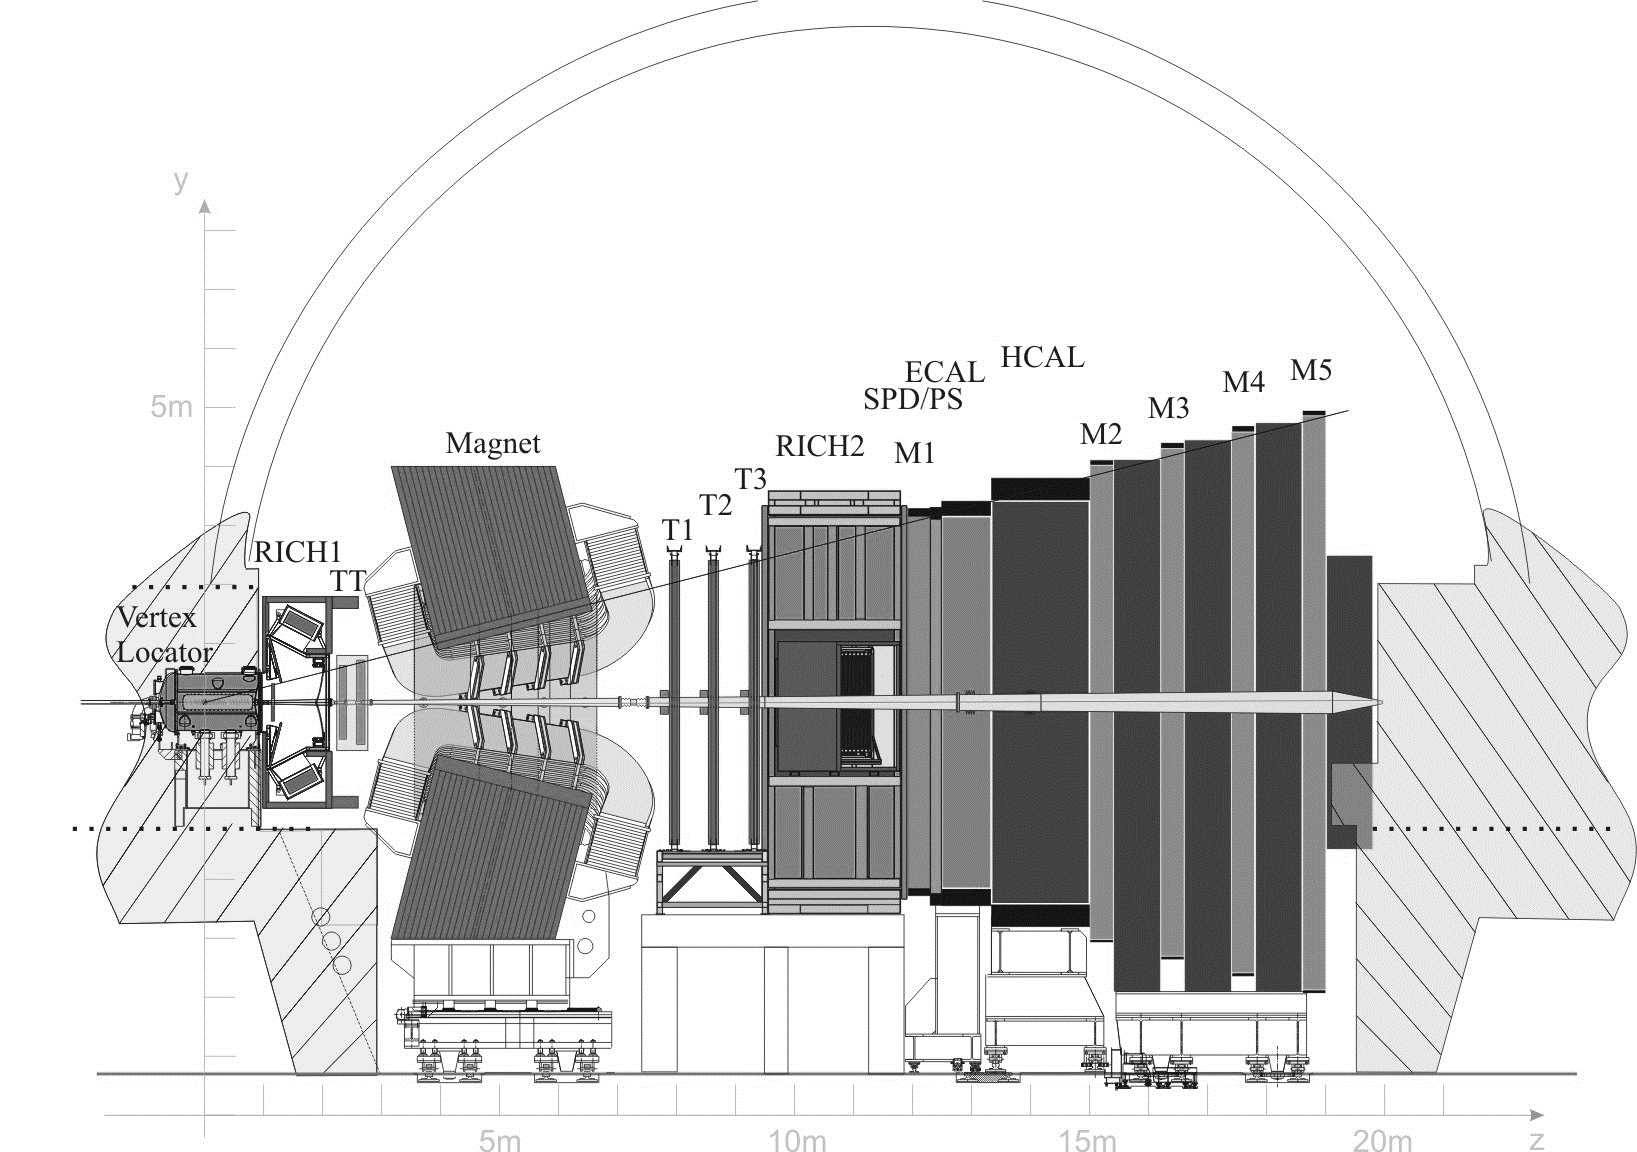 y
5m
HCAL
ECAL
SPD/PS
M5
M4
M3
M2
M1
RICH2
Magnet
T3
T2
T1
RICH1
TT
Vertex
Locator
5m
10m
15m
20m
z